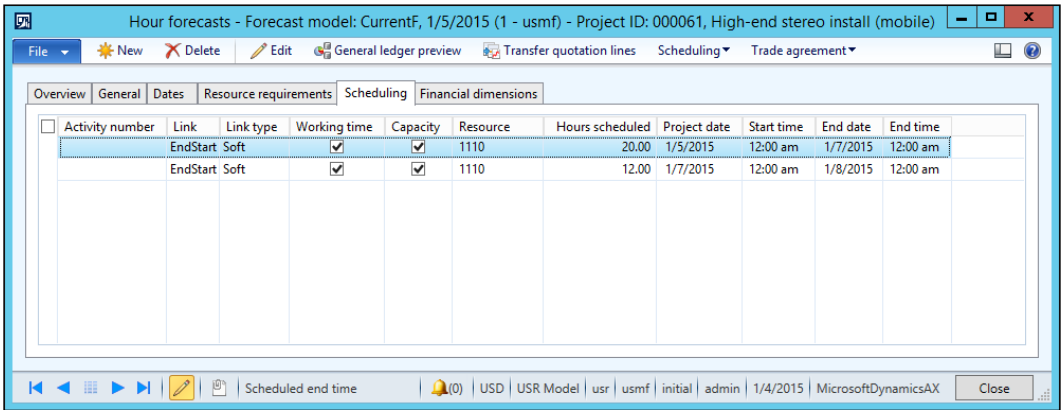 Hour forecasts - Forecast model: CurrentF, 1/5/2015 (1 - usmf) - Project ID: 000061, High-end stereo install (mobile)
File New Delete Edit General ledger preview Transfer quotation lines Scheduling Trade agreement
Overview General Dates Resource requirements Scheduling Financial dimensions
Activity number Link Link type Working time Capacity Resource Hours scheduled Project date Start time End date End time
EndStart Soft 1110 20.00 1/5/2015 12:00 am 1/7/2015 12:00 am
EndStart Soft 1110 12.00 1/7/2015 12:00 am 1/8/2015 12:00 am
Scheduled end time (0) USD USR Model usr usmf initial admin 1/4/2015 MicrosoftDynamicsAX Close